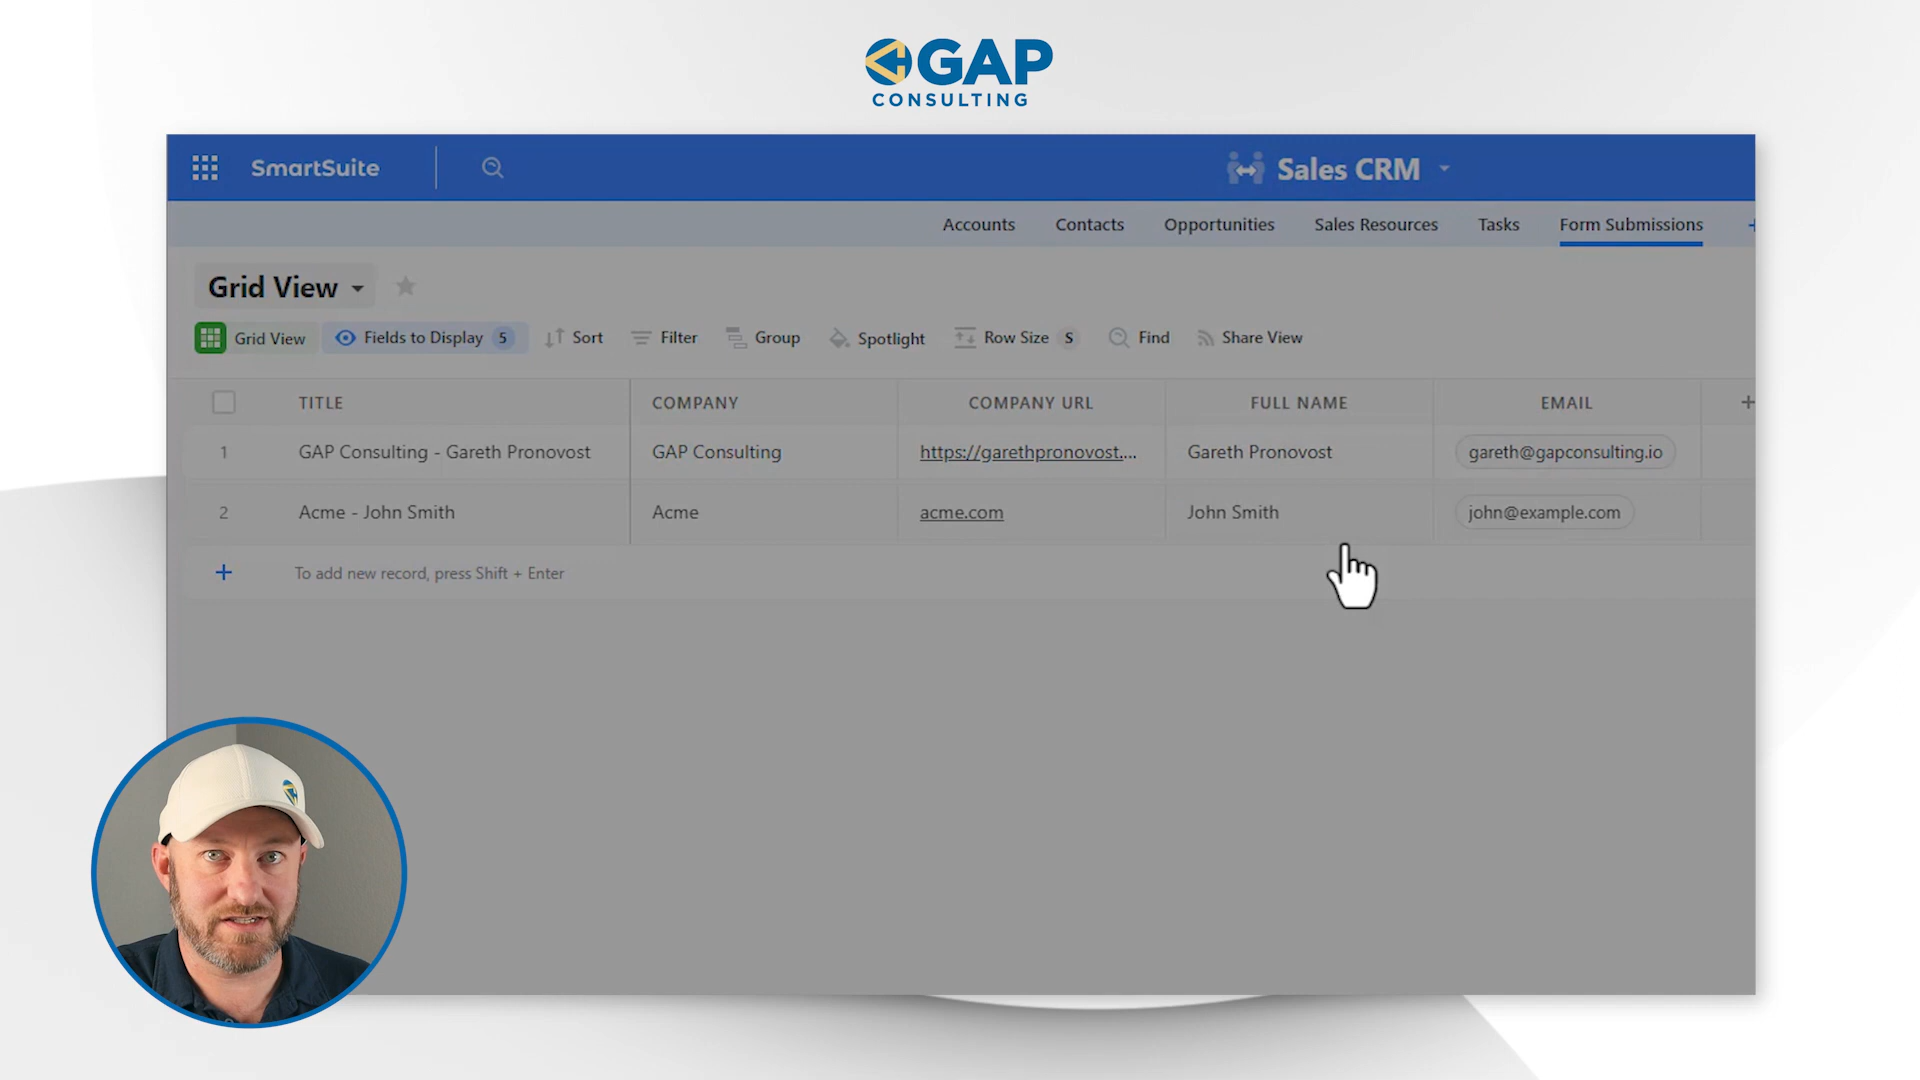 GAP
CONSULTING
SmartSuite
Sales CRM
Accounts Contacts Opportunities Sales Resources Tasks Form Submissions +
Grid View
Grid View Fields to Display 5 Sort Filter Group Spotlight Row Size S Find Share View
TITLE COMPANY COMPANY URL FULL NAME EMAIL +
1 GAP Consulting - Gareth Pronovost GAP Consulting https://garethpronovost.... Gareth Pronovost gareth@gapconsulting.io
2 Acme - John Smith Acme acme.com John Smith john@example.com
+ To add new record, press Shift + Enter